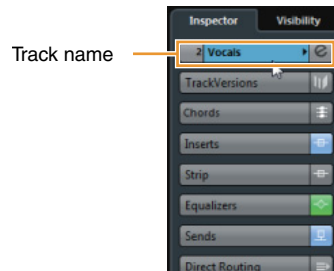 Inspector Visibility
Track name
2 Vocals
TrackVersions
Chords
Inserts
Strip
Equalizers
Sends
Direct Routing